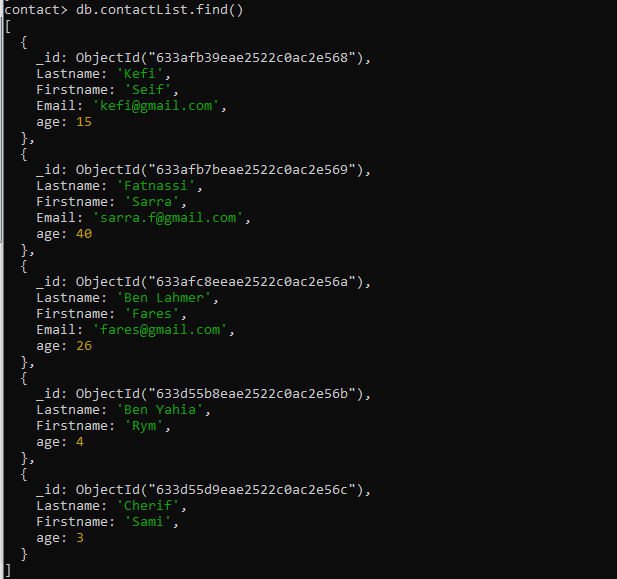 contact> db.contactList.find()
[
  {
    _id: ObjectId("633afb39eae2522c0ac2e568"),
    Lastname: 'Kefi',
    Firstname: 'Seif',
    Email: 'kefi@gmail.com',
    age: 15
  },
  {
    _id: ObjectId("633afb7beae2522c0ac2e569"),
    Lastname: 'Fatnassi',
    Firstname: 'Sarra',
    Email: 'sarra.f@gmail.com',
    age: 40
  },
  {
    _id: ObjectId("633afc8eeae2522c0ac2e56a"),
    Lastname: 'Ben Lahmer',
    Firstname: 'Fares',
    Email: 'fares@gmail.com',
    age: 26
  },
  {
    _id: ObjectId("633d55b8eae2522c0ac2e56b"),
    Lastname: 'Ben Yahia',
    Firstname: 'Rym',
    age: 4
  },
  {
    _id: ObjectId("633d55d9eae2522c0ac2e56c"),
    Lastname: 'Cherif',
    Firstname: 'Sami',
    age: 3
  }
]